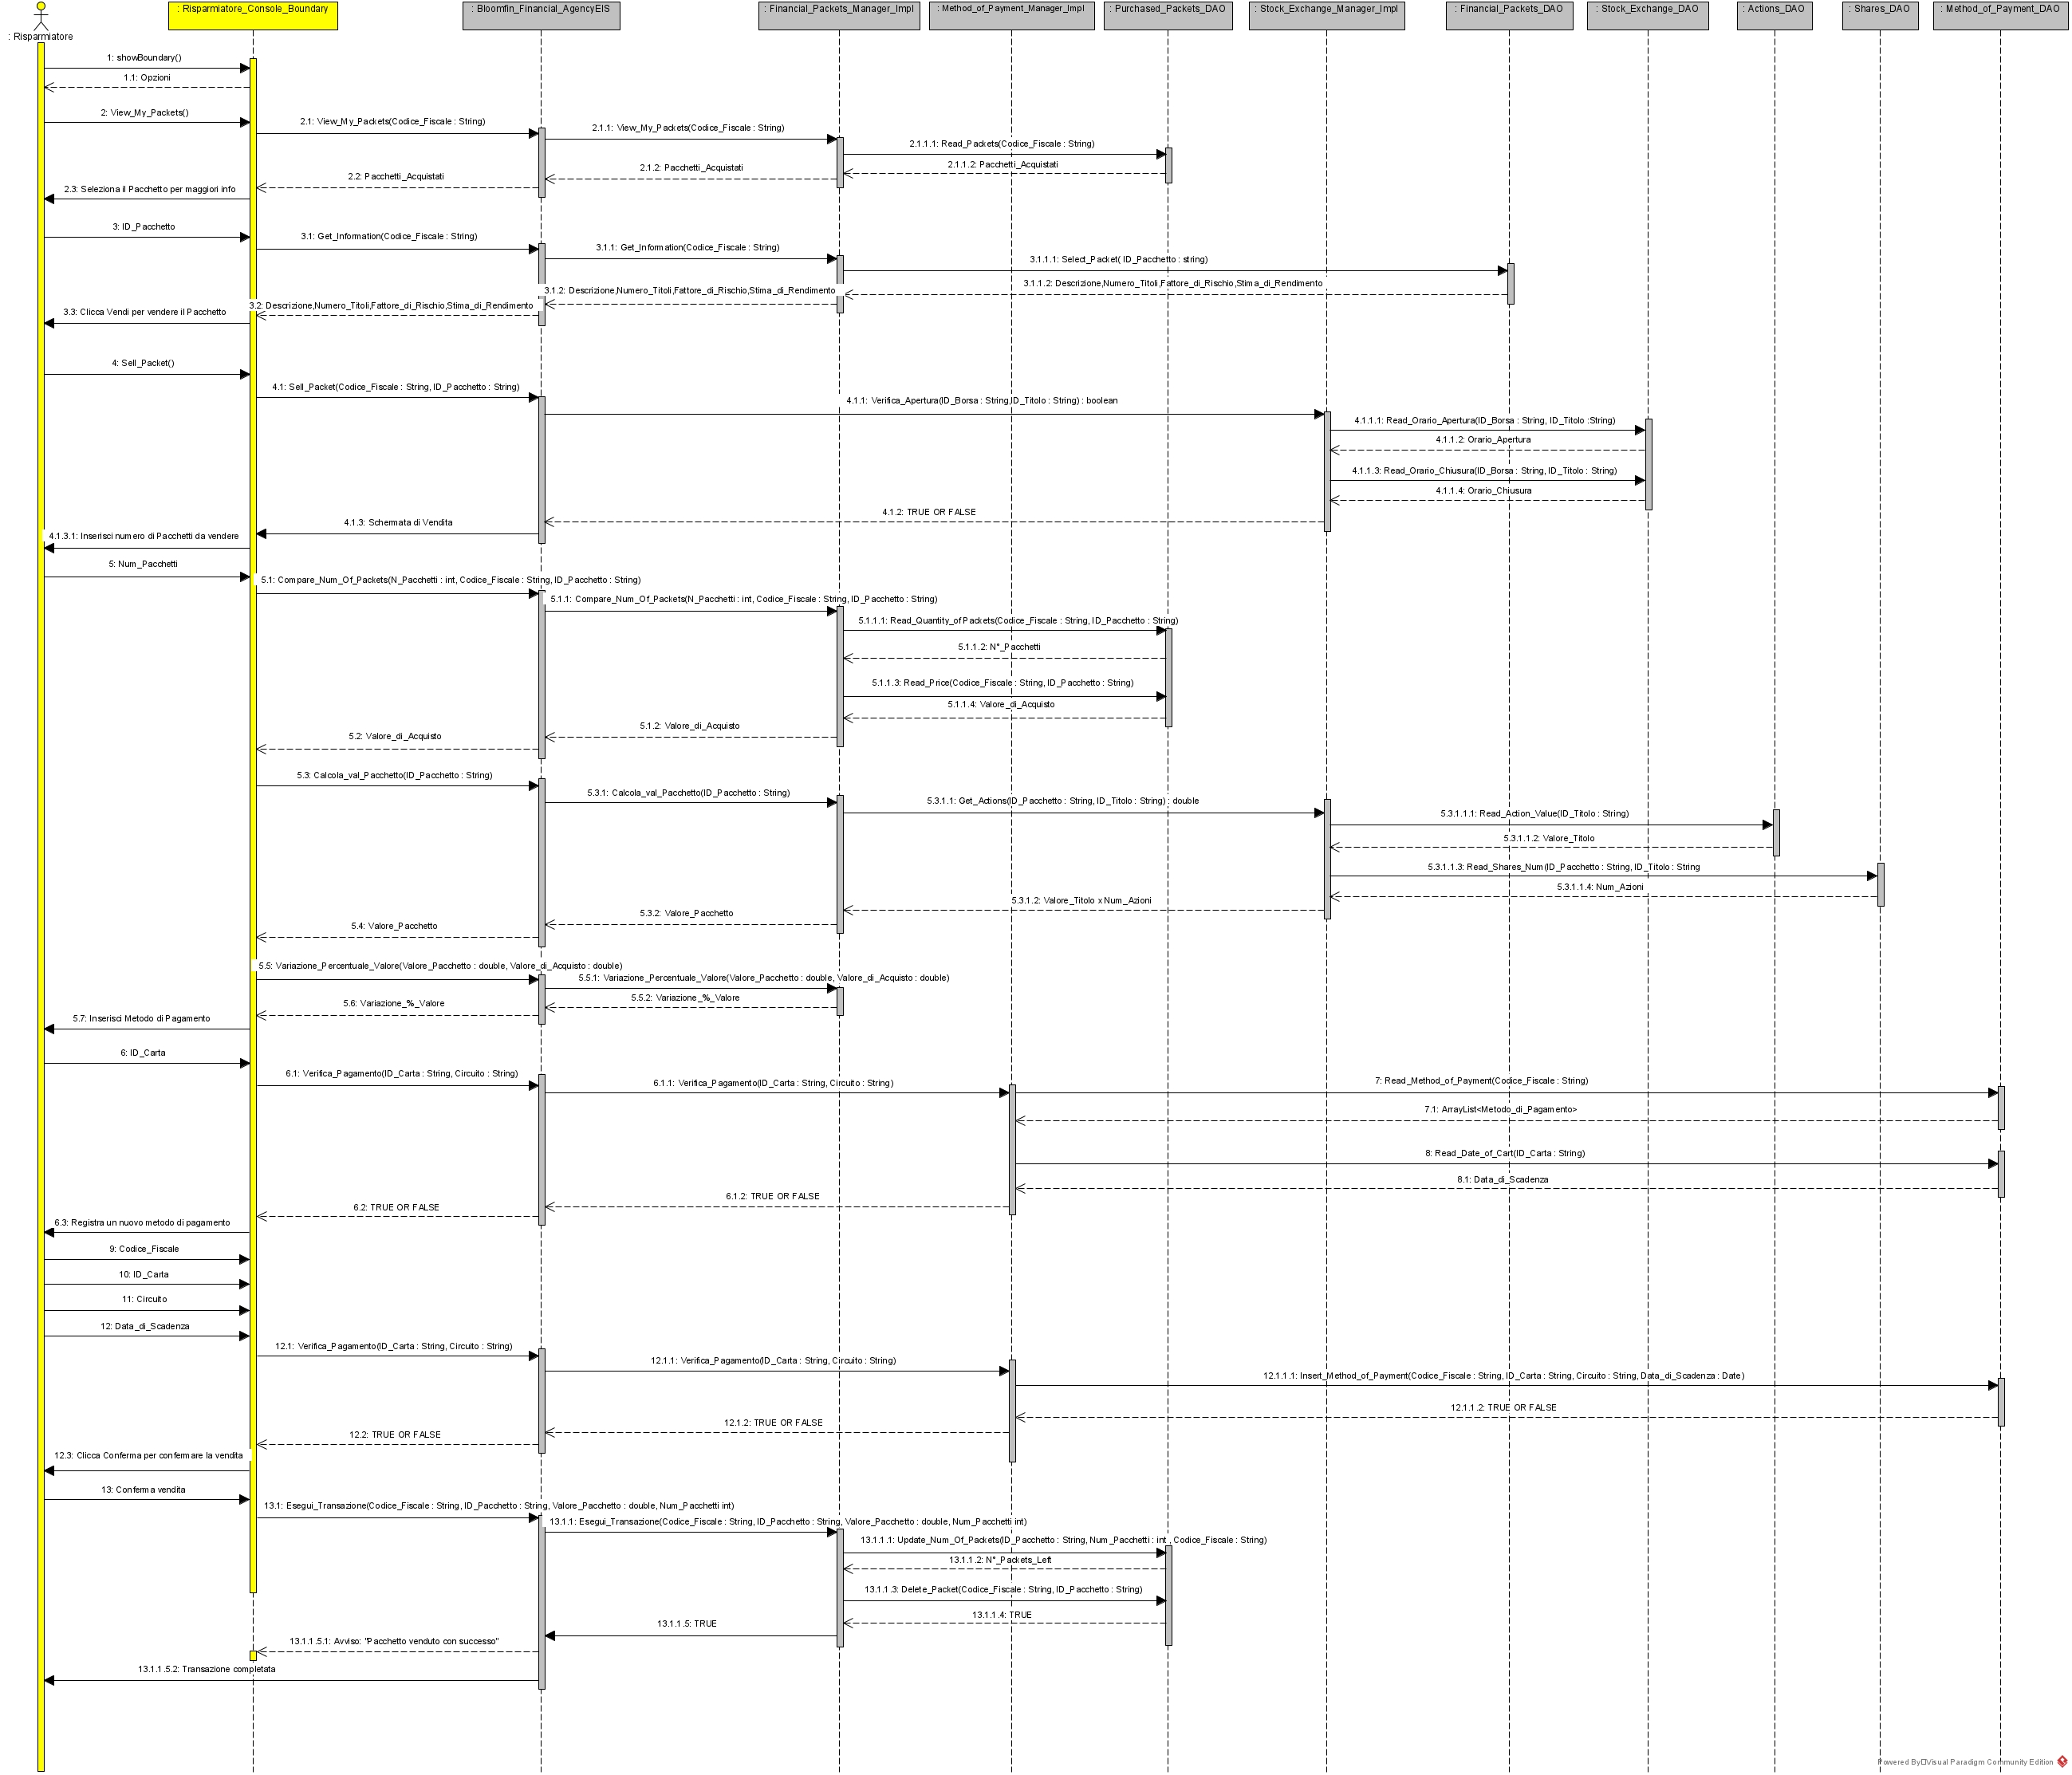 : Risparmiatore
: Risparmiatore_Console_Boundary
: Bloomfin_Financial_AgencyEIS
: Financial_Packets_Manager_Impl
: Method_of_Payment_Manager_Impl
: Purchased_Packets_DAO
: Stock_Exchange_Manager_Impl
: Financial_Packets_DAO
: Stock_Exchange_DAO
: Actions_DAO
: Shares_DAO
: Method_of_Payment_DAO
1: showBoundary()
1.1: Opzioni
2: View_My_Packets()
2.1: View_My_Packets(Codice_Fiscale : String)
2.1.1: View_My_Packets(Codice_Fiscale : String)
2.1.1.1: Read_Packets(Codice_Fiscale : String)
2.1.1.2: Pacchetti_Acquistati
2.1.2: Pacchetti_Acquistati
2.2: Pacchetti_Acquistati
2.3: Seleziona il Pacchetto per maggiori info
3: ID_Pacchetto
3.1: Get_Information(Codice_Fiscale : String)
3.1.1: Get_Information(Codice_Fiscale : String)
3.1.1.1: Select_Packet( ID_Pacchetto : string)
3.1.1.2: Descrizione,Numero_Titoli,Fattore_di_Rischio,Stima_di_Rendimento
3.1.2: Descrizione,Numero_Titoli,Fattore_di_Rischio,Stima_di_Rendimento
3.2: Descrizione,Numero_Titoli,Fattore_di_Rischio,Stima_di_Rendimento
3.3: Clicca Vendi per vendere il Pacchetto
4: Sell_Packet()
4.1: Sell_Packet(Codice_Fiscale : String, ID_Pacchetto : String)
4.1.1: Verifica_Apertura(ID_Borsa : String,ID_Titolo : String) : boolean
4.1.1.1: Read_Orario_Apertura(ID_Borsa : String, ID_Titolo :String)
4.1.1.2: Orario_Apertura
4.1.1.3: Read_Orario_Chiusura(ID_Borsa : String, ID_Titolo : String)
4.1.1.4: Orario_Chiusura
4.1.2: TRUE OR FALSE
4.1.3: Schermata di Vendita
4.1.3.1: Inserisci numero di Pacchetti da vendere
5: Num_Pacchetti
5.1: Compare_Num_Of_Packets(N_Pacchetti : int, Codice_Fiscale : String, ID_Pacchetto : String)
5.1.1: Compare_Num_Of_Packets(N_Pacchetti : int, Codice_Fiscale : String, ID_Pacchetto : String)
5.1.1.1: Read_Quantity_of Packets(Codice_Fiscale : String, ID_Pacchetto : String)
5.1.1.2: N°_Pacchetti
5.1.1.3: Read_Price(Codice_Fiscale : String, ID_Pacchetto : String)
5.1.1.4: Valore_di_Acquisto
5.1.2: Valore_di_Acquisto
5.2: Valore_di_Acquisto
5.3: Calcola_val_Pacchetto(ID_Pacchetto : String)
5.3.1: Calcola_val_Pacchetto(ID_Pacchetto : String)
5.3.1.1: Get_Actions(ID_Pacchetto : String, ID_Titolo : String) : double
5.3.1.1.1: Read_Action_Value(ID_Titolo : String)
5.3.1.1.2: Valore_Titolo
5.3.1.1.3: Read_Shares_Num(ID_Pacchetto : String, ID_Titolo : String
5.3.1.1.4: Num_Azioni
5.3.1.2: Valore_Titolo x Num_Azioni
5.3.2: Valore_Pacchetto
5.4: Valore_Pacchetto
5.5: Variazione_Percentuale_Valore(Valore_Pacchetto : double, Valore_di_Acquisto : double)
5.5.1: Variazione_Percentuale_Valore(Valore_Pacchetto : double, Valore_di_Acquisto : double)
5.5.2: Variazione_%_Valore
5.6: Variazione_%_Valore
5.7: Inserisci Metodo di Pagamento
6: ID_Carta
6.1: Verifica_Pagamento(ID_Carta : String, Circuito : String)
6.1.1: Verifica_Pagamento(ID_Carta : String, Circuito : String)
7: Read_Method_of_Payment(Codice_Fiscale : String)
7.1: ArrayList<Metodo_di_Pagamento>
8: Read_Date_of_Cart(ID_Carta : String)
8.1: Data_di_Scadenza
6.1.2: TRUE OR FALSE
6.2: TRUE OR FALSE
6.3: Registra un nuovo metodo di pagamento
9: Codice_Fiscale
10: ID_Carta
11: Circuito
12: Data_di_Scadenza
12.1: Verifica_Pagamento(ID_Carta : String, Circuito : String)
12.1.1: Verifica_Pagamento(ID_Carta : String, Circuito : String)
12.1.1.1: Insert_Method_of_Payment(Codice_Fiscale : String, ID_Carta : String, Circuito : String, Data_di_Scadenza : Date)
12.1.1.2: TRUE OR FALSE
12.1.2: TRUE OR FALSE
12.2: TRUE OR FALSE
12.3: Clicca Conferma per confermare la vendita
13: Conferma vendita
13.1: Esegui_Transazione(Codice_Fiscale : String, ID_Pacchetto : String, Valore_Pacchetto : double, Num_Pacchetti int)
13.1.1: Esegui_Transazione(Codice_Fiscale : String, ID_Pacchetto : String, Valore_Pacchetto : double, Num_Pacchetti int)
13.1.1.1: Update_Num_Of_Packets(ID_Pacchetto : String, Num_Pacchetti : int , Codice_Fiscale : String)
13.1.1.2: N°_Packets_Left
13.1.1.3: Delete_Packet(Codice_Fiscale : String, ID_Pacchetto : String)
13.1.1.4: TRUE
13.1.1.5: TRUE
13.1.1.5.1: Avviso: "Pacchetto venduto con successo"
13.1.1.5.2: Transazione completata
Powered By Visual Paradigm Community Edition